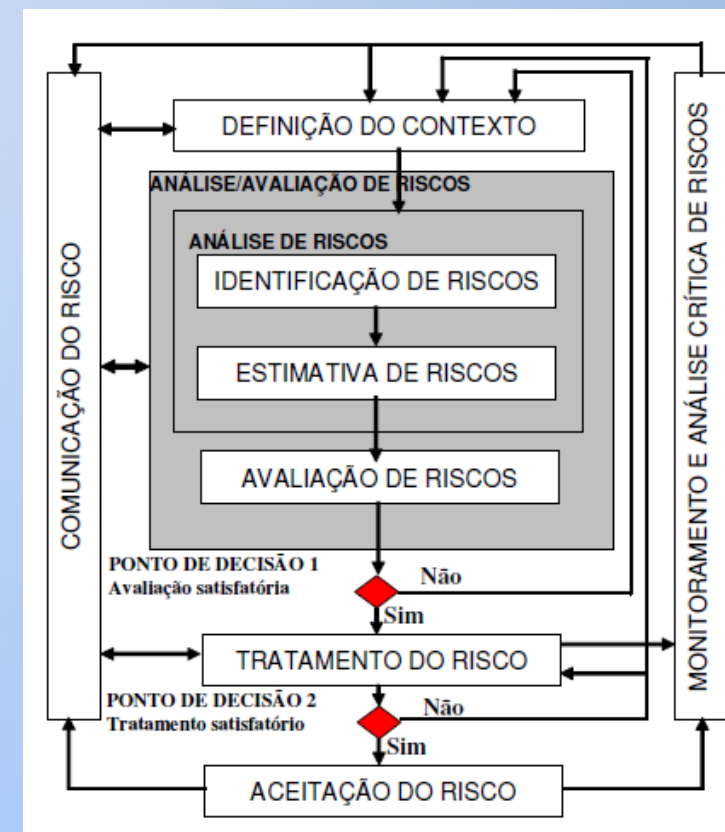 DEFINIÇÃO DO CONTEXTO
ANÁLISE/AVALIAÇÃO DE RISCOS
ANÁLISE DE RISCOS
IDENTIFICAÇÃO DE RISCOS
ESTIMATIVA DE RISCOS
AVALIAÇÃO DE RISCOS
PONTO DE DECISÃO 1
Avaliação satisfatória
Não
Sim
TRATAMENTO DO RISCO
PONTO DE DECISÃO 2
Tratamento satisfatório
Não
Sim
ACEITAÇÃO DO RISCO
COMUNICAÇÃO DO RISCO
MONITORAMENTO E ANÁLISE CRÍTICA DE RISCOS